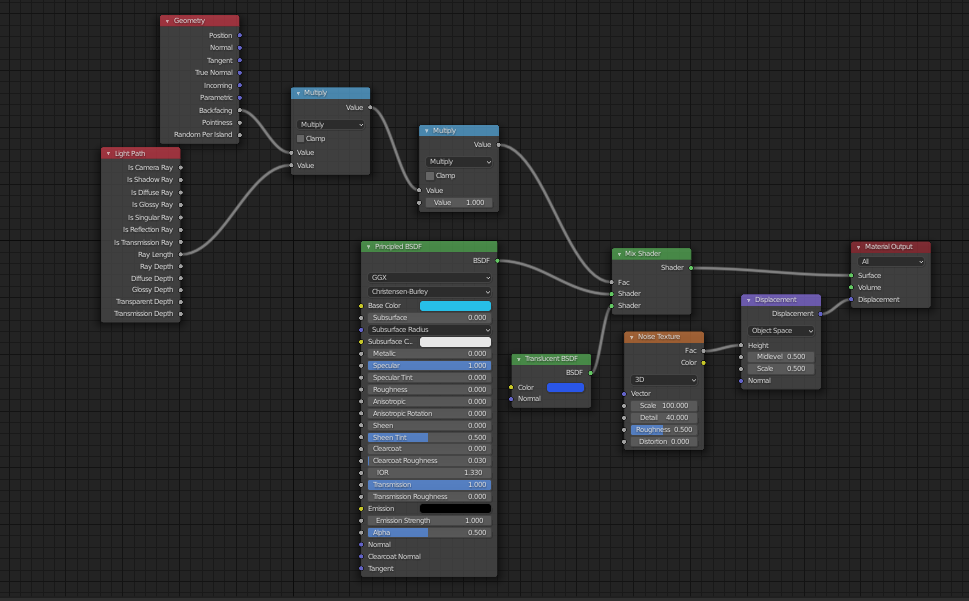 Geometry
Position
Normal
Tangent
True Normal
Incoming
Parametric
Backfacing
Pointiness
Random Per Island
Light Path
Is Camera Ray
Is Shadow Ray
Is Diffuse Ray
Is Glossy Ray
Is Singular Ray
Is Reflection Ray
Is Transmission Ray
Ray Length
Ray Depth
Diffuse Depth
Glossy Depth
Transparent Depth
Transmission Depth
Multiply
Value
Multiply
Clamp
Value
Value
Multiply
Value
Multiply
Clamp
Value
Value 1.000
Principled BSDF
BSDF
GGX
Christensen-Burley
Base Color
Subsurface 0.000
Subsurface Radius
Subsurface C...
Metallic 0.000
Specular 1.000
Specular Tint 0.000
Roughness 0.000
Anisotropic 0.000
Anisotropic Rotation 0.000
Sheen 0.000
Sheen Tint 0.500
Clearcoat 0.000
Clearcoat Roughness 0.030
IOR 1.330
Transmission 1.000
Transmission Roughness 0.000
Emission
Emission Strength 1.000
Alpha 0.500
Normal
Clearcoat Normal
Tangent
Translucent BSDF
BSDF
Color
Normal
Mix Shader
Shader
Fac
Shader
Shader
Noise Texture
Fac
Color
3D
Vector
Scale 100.000
Detail 40.000
Roughness 0.500
Distortion 0.000
Displacement
Displacement
Object Space
Height
Midlevel 0.500
Scale 0.500
Normal
Material Output
All
Surface
Volume
Displacement